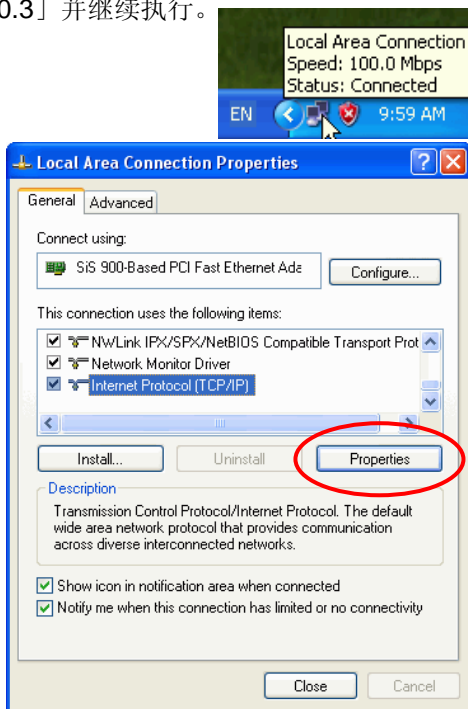 0.3」并继续执行。
Local Area Connection
Speed: 100.0 Mbps
Status: Connected
EN 9:59 AM
Local Area Connection Properties
General Advanced
Connect using:
SiS 900-Based PCI Fast Ethernet Ada Configure...
This connection uses the following items:
NWLink IPX/SPX/NetBIOS Compatible Transport Prot
Network Monitor Driver
Internet Protocol (TCP/IP)
Install... Uninstall Properties
Description
Transmission Control Protocol/Internet Protocol. The default
wide area network protocol that provides communication
across diverse interconnected networks.
Show icon in notification area when connected
Notify me when this connection has limited or no connectivity
Close Cancel